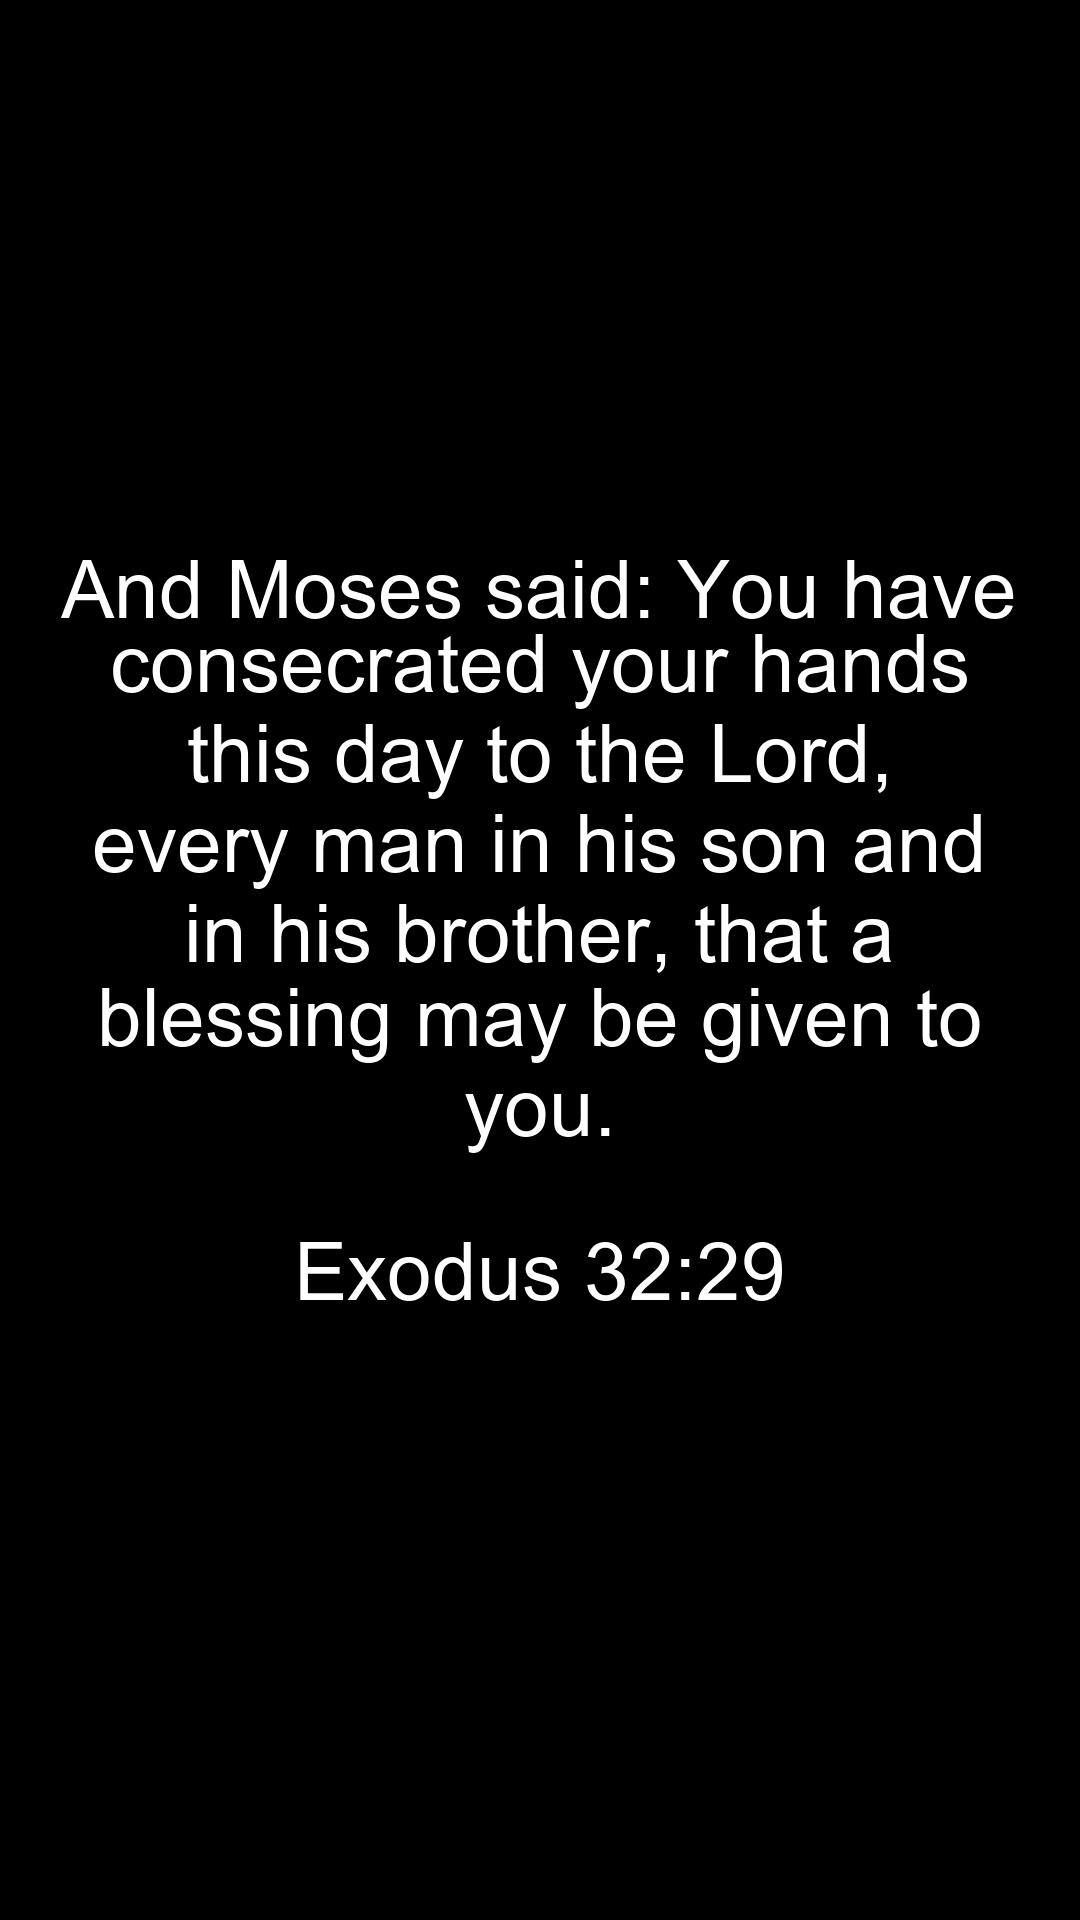 And Moses said: You have
consecrated your hands
this day to the Lord,
every man in his son and
in his brother, that a
blessing may be given to
you.
Exodus 32:29